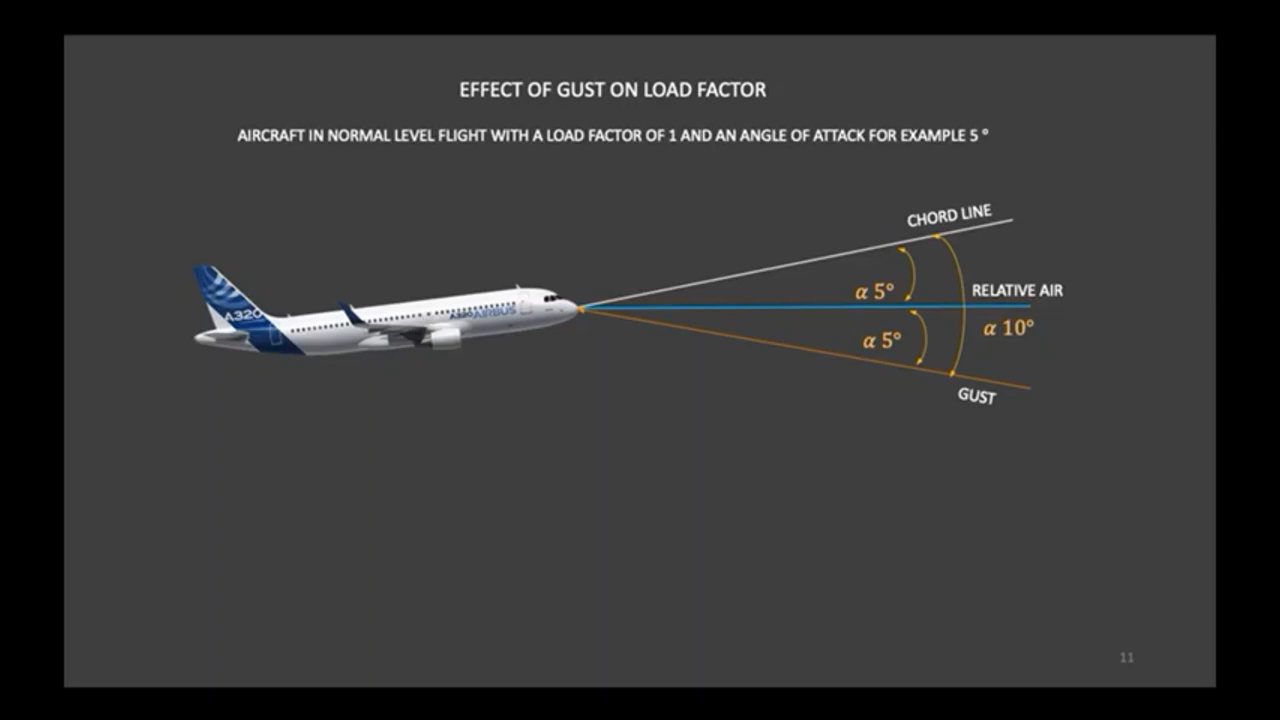 EFFECT OF GUST ON LOAD FACTOR
AIRCRAFT IN NORMAL LEVEL FLIGHT WITH A LOAD FACTOR OF 1 AND AN ANGLE OF ATTACK FOR EXAMPLE 5 °
CHORD LINE
α 5°
RELATIVE AIR
A320
A320 AIRBUS
α 10°
α 5°
GUST
11